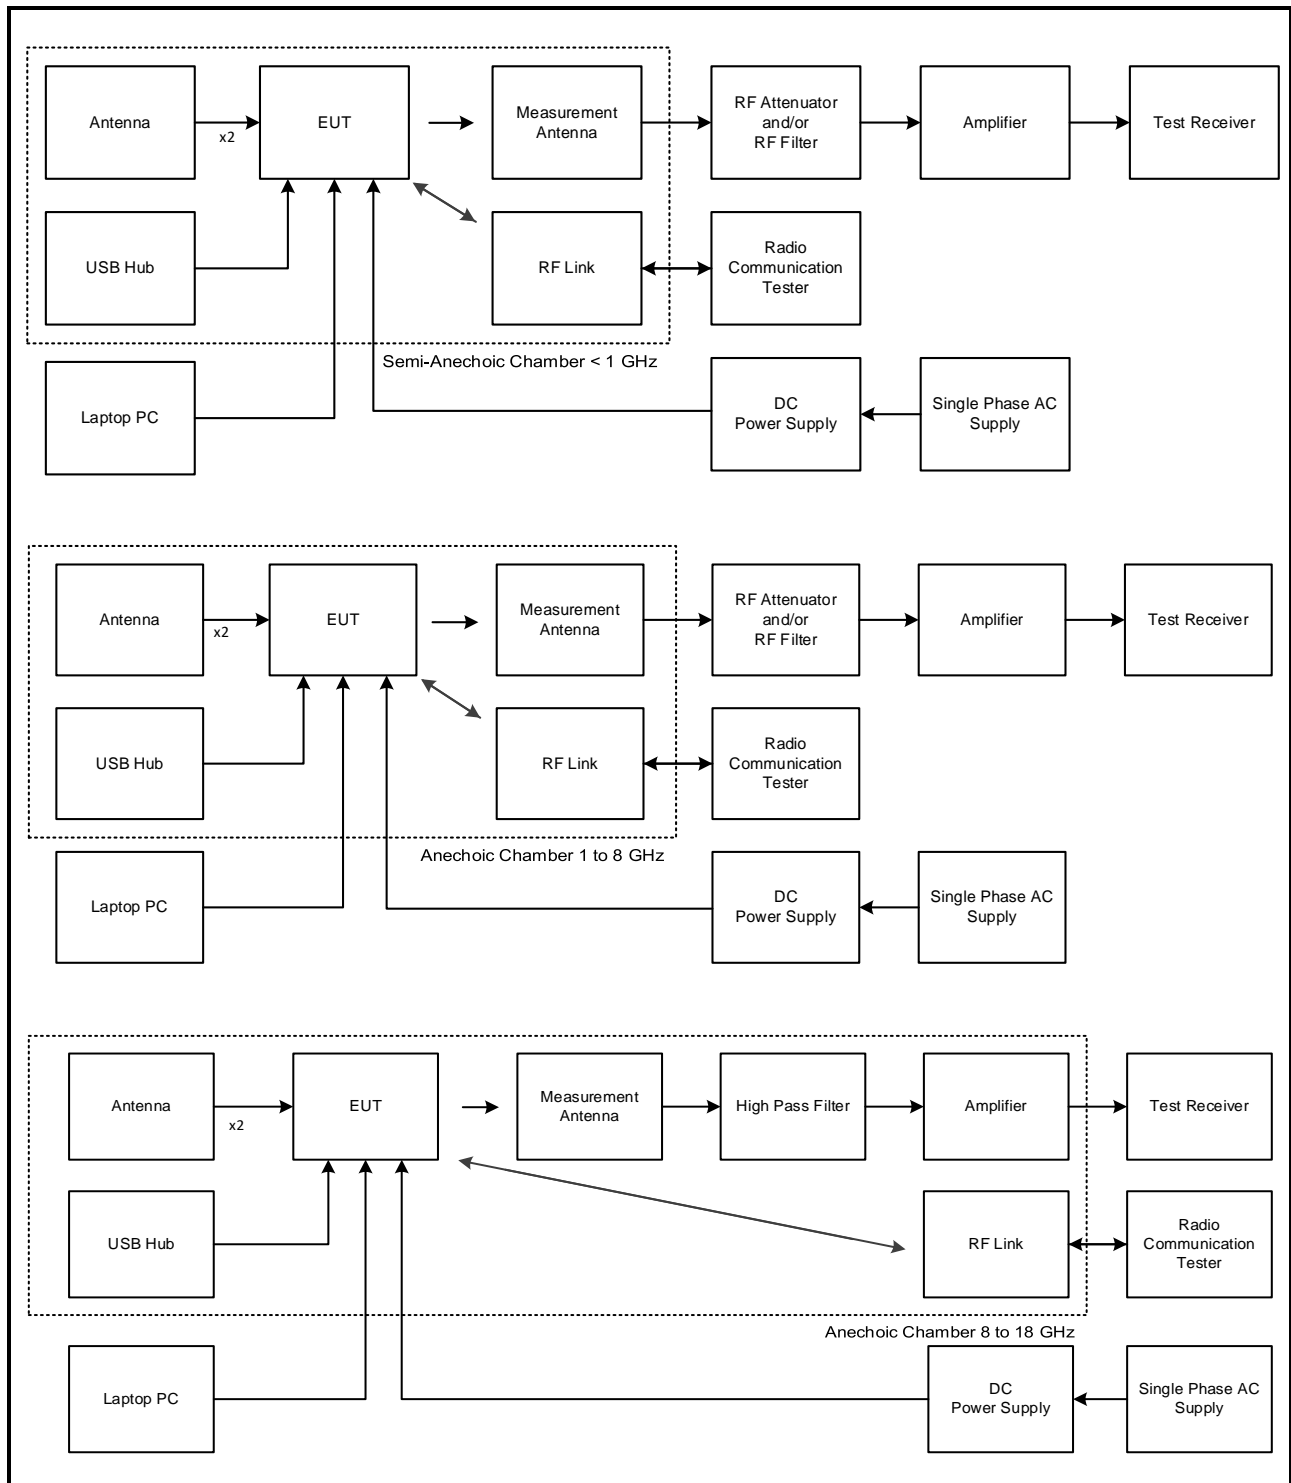 Antenna
x2
EUT
Measurement
Antenna
RF Attenuator
and/or
RF Filter
Amplifier
Test Receiver
USB Hub
RF Link
Radio
Communication
Tester
Semi-Anechoic Chamber < 1 GHz
Laptop PC
DC
Power Supply
Single Phase AC
Supply
Antenna
x2
EUT
Measurement
Antenna
RF Attenuator
and/or
RF Filter
Amplifier
Test Receiver
USB Hub
RF Link
Radio
Communication
Tester
Anechoic Chamber 1 to 8 GHz
Laptop PC
DC
Power Supply
Single Phase AC
Supply
Antenna
x2
EUT
Measurement
Antenna
High Pass Filter
Amplifier
Test Receiver
USB Hub
RF Link
Radio
Communication
Tester
Anechoic Chamber 8 to 18 GHz
Laptop PC
DC
Power Supply
Single Phase AC
Supply